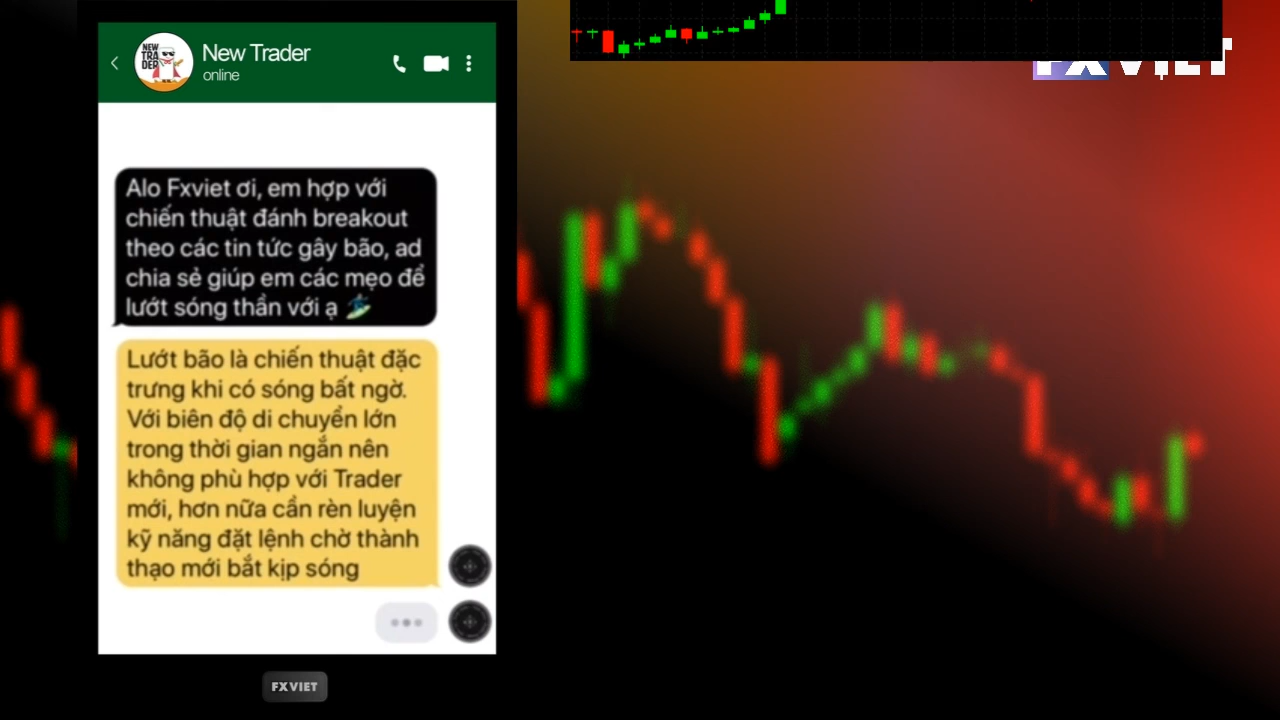 New Trader
online
NEW
TRA
DER
FXVIET
Alo Fxviet ơi, em hợp với
chiến thuật đánh breakout
theo các tin tức gây bão, ad
chia sẻ giúp em các mẹo để
lướt sóng thần với ạ 🏄
Lướt bão là chiến thuật đặc
trưng khi có sóng bất ngờ.
Với biên độ di chuyển lớn
trong thời gian ngắn nên
không phù hợp với Trader
mới, hơn nữa cần rèn luyện
kỹ năng đặt lệnh chờ thành
thạo mới bắt kịp sóng
FXVIET